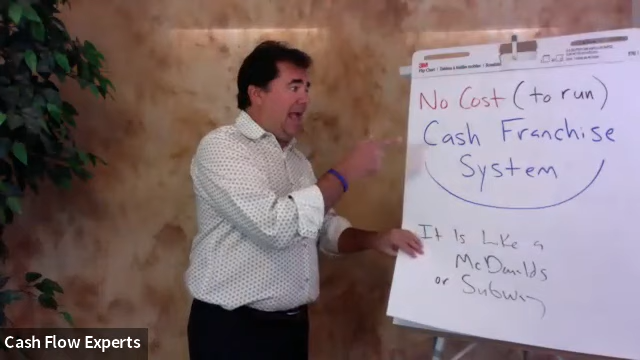 No Cost (to run)
Cash Franchise
System
It Is Like a
McDonalds
or Subway
Cash Flow Experts